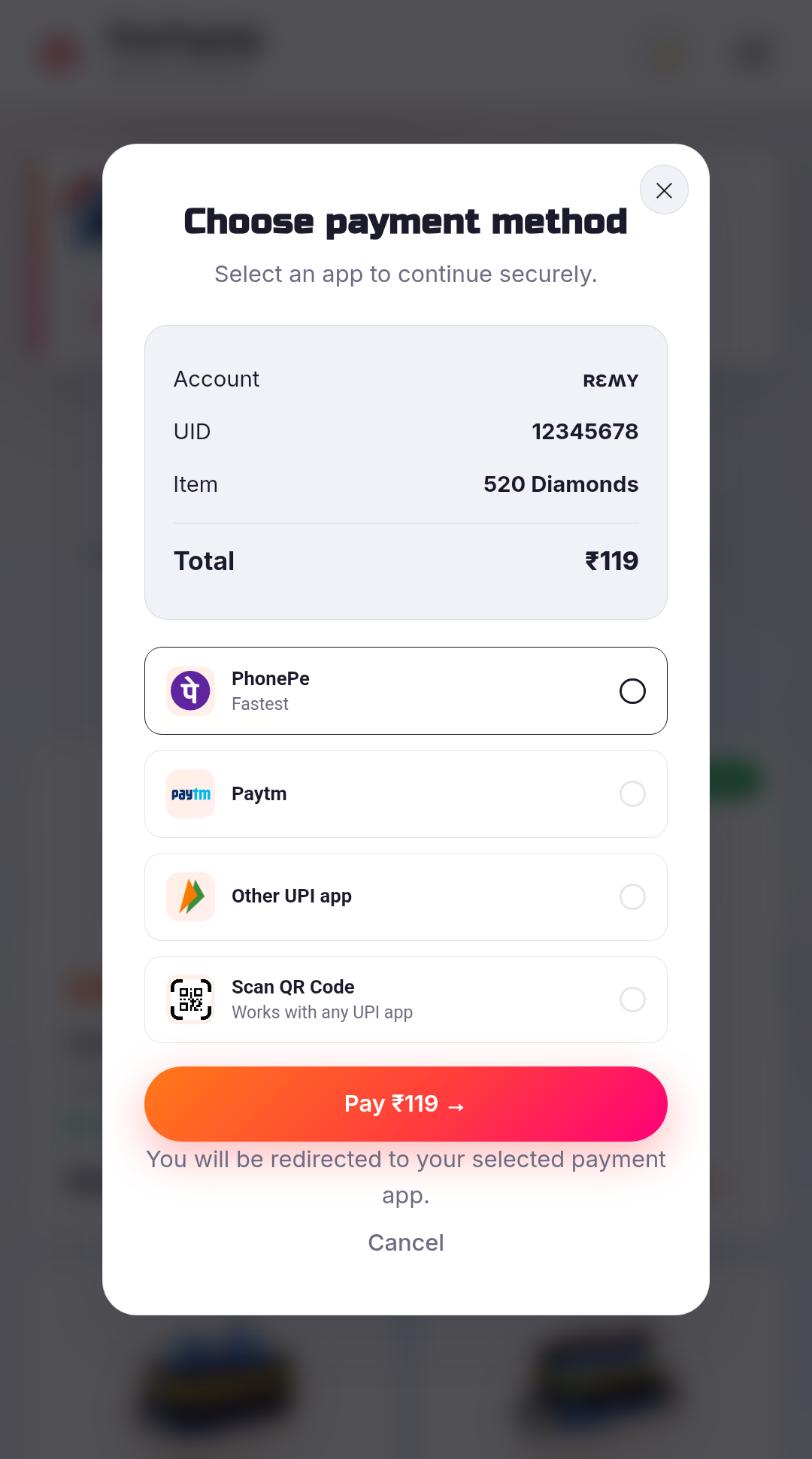 Choose payment method
Select an app to continue securely.
Account ʀᴇᴍʏ
UID 12345678
Item 520 Diamonds
Total ₹119
पे PhonePe
Fastest
paytm Paytm
Other UPI app
Scan QR Code
Works with any UPI app
Pay ₹119 →
You will be redirected to your selected payment
app.
Cancel